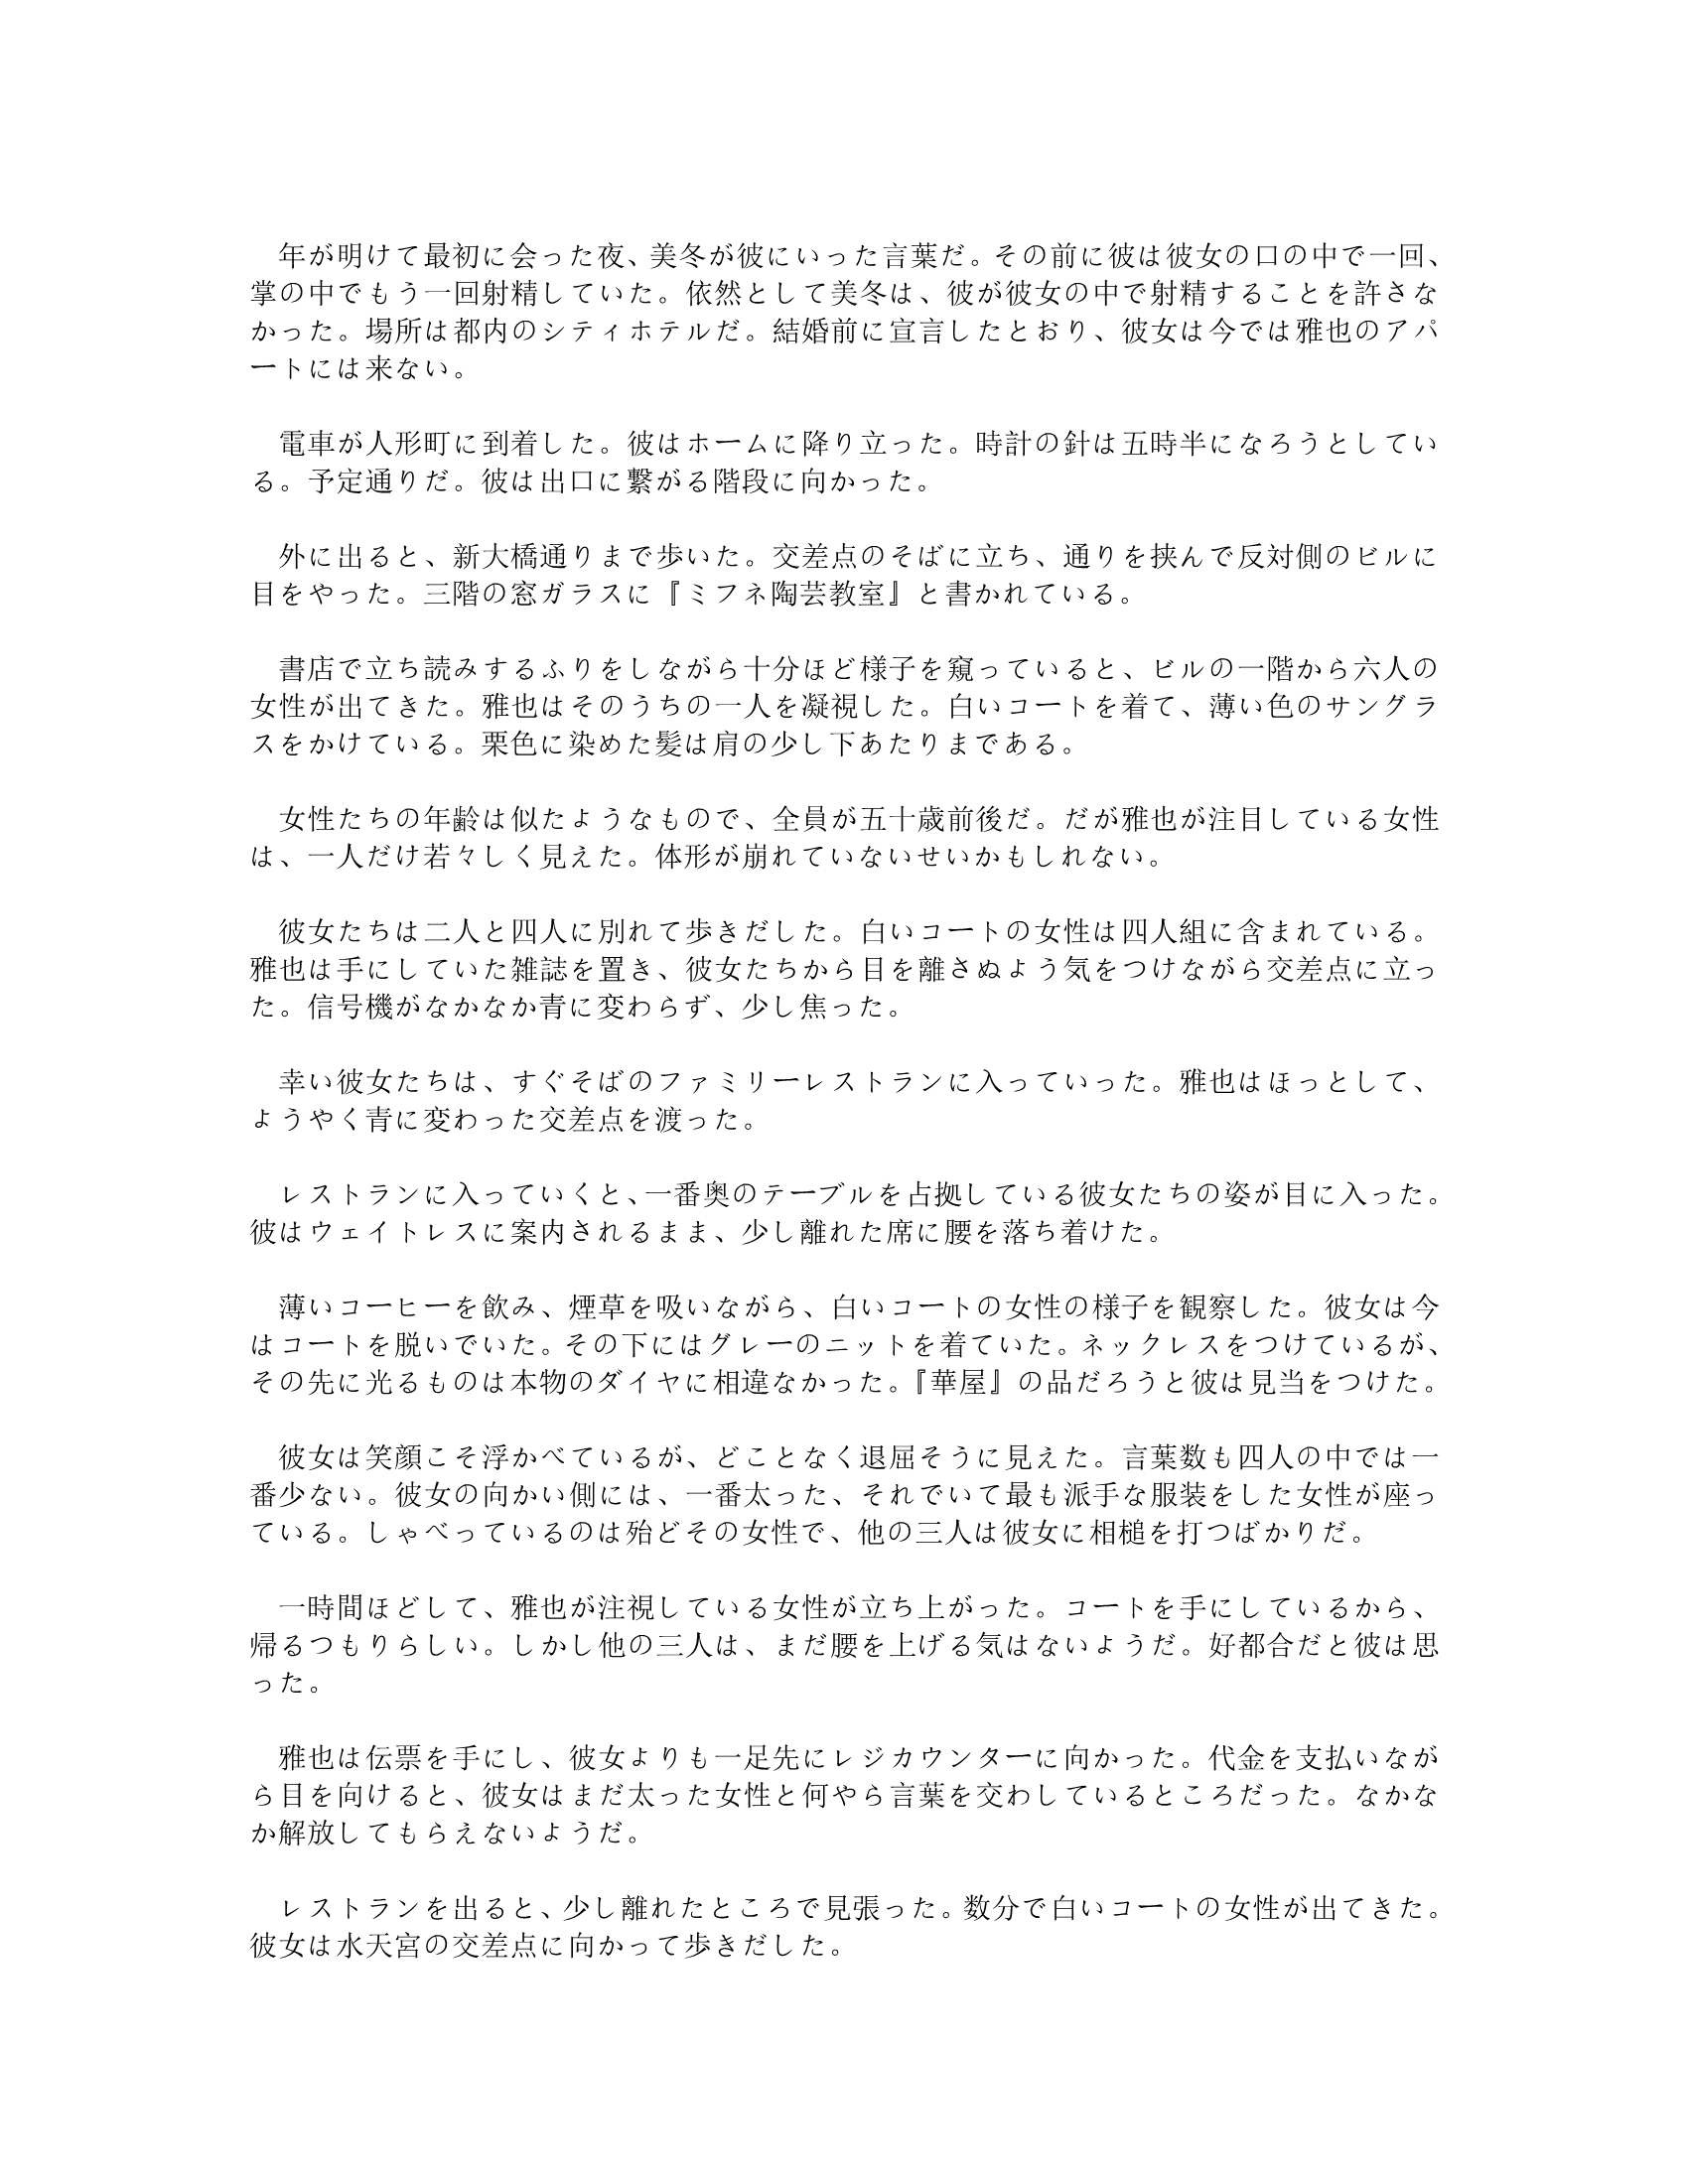 年が明けて最初に会った夜、美冬が彼にいった言葉だ。その前に彼は彼女の口の中で一回、
掌の中でもう一回射精していた。依然として美冬は、彼が彼女の中で射精することを許さな
かった。場所は都内のシティホテルだ。結婚前に宣言したとおり、彼女は今では雅也のアパ
ートには来ない。
電車が人形町に到着した。彼はホームに降り立った。時計の針は五時半になろうとしてい
る。予定通りだ。彼は出口に繋がる階段に向かった。
外に出ると、新大橋通りまで歩いた。交差点のそばに立ち、通りを挟んで反対側のビルに
目をやった。三階の窓ガラスに『ミフネ陶芸教室』と書かれている。
書店で立ち読みするふりをしながら十分ほど様子を窺っていると、ビルの一階から六人の
女性が出てきた。雅也はそのうちの一人を凝視した。白いコートを着て、薄い色のサングラ
スをかけている。栗色に染めた髪は肩の少し下あたりまである。
女性たちの年齢は似たようなもので、全員が五十歳前後だ。だが雅也が注目している女性
は、一人だけ若々しく見えた。体形が崩れていないせいかもしれない。
彼女たちは二人と四人に別れて歩きだした。白いコートの女性は四人組に含まれている。
雅也は手にしていた雑誌を置き、彼女たちから目を離さぬよう気をつけながら交差点に立っ
た。信号機がなかなか青に変わらず、少し焦った。
幸い彼女たちは、すぐそばのファミリーレストランに入っていった。雅也はほっとして、
ようやく青に変わった交差点を渡った。
レストランに入っていくと、一番奥のテーブルを占拠している彼女たちの姿が目に入った。
彼はウェイトレスに案内されるまま、少し離れた席に腰を落ち着けた。
薄いコーヒーを飲み、煙草を吸いながら、白いコートの女性の様子を観察した。彼女は今
はコートを脱いでいた。その下にはグレーのニットを着ていた。ネックレスをつけているが、
その先に光るものは本物のダイヤに相違なかった。『華屋』の品だろうと彼は見当をつけた。
彼女は笑顔こそ浮かべているが、どことなく退屈そうに見えた。言葉数も四人の中では一
番少ない。彼女の向かい側には、一番太った、それでいて最も派手な服装をした女性が座っ
ている。しゃべっているのは殆どその女性で、他の三人は彼女に相槌を打つばかりだ。
一時間ほどして、雅也が注視している女性が立ち上がった。コートを手にしているから、
帰るつもりらしい。しかし他の三人は、まだ腰を上げる気はないようだ。好都合だと彼は思
った。
雅也は伝票を手にし、彼女よりも一足先にレジカウンターに向かった。代金を支払いなが
ら目を向けると、彼女はまだ太った女性と何やら言葉を交わしているところだった。なかな
か解放してもらえないようだ。
レストランを出ると、少し離れたところで見張った。数分で白いコートの女性が出てきた。
彼女は水天宮の交差点に向かって歩きだした。